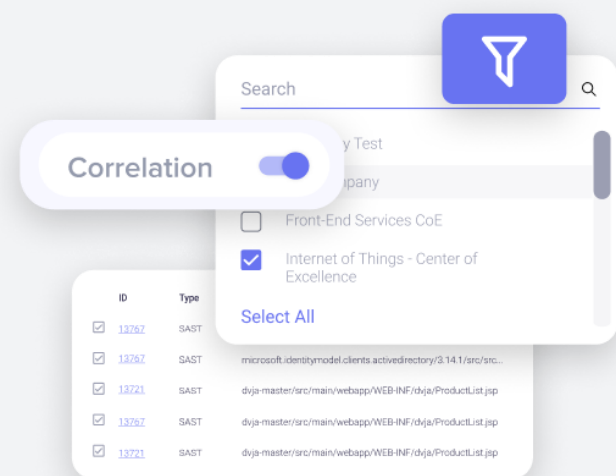 Search
Correlation
y Test
pany
Front-End Services CoE
Internet of Things - Center of
Excellence
Select All
ID Type
13767 SAST
13767 SAST microsoft.identitymodel.clients.activedirectory/3.14.1/src/src...
13721 SAST dvja-master/src/main/webapp/WEB-INF/dvja/ProductList.jsp
13767 SAST dvja-master/src/main/webapp/WEB-INF/dvja/ProductList.jsp
13721 SAST dvja-master/src/main/webapp/WEB-INF/dvja/ProductList.jsp